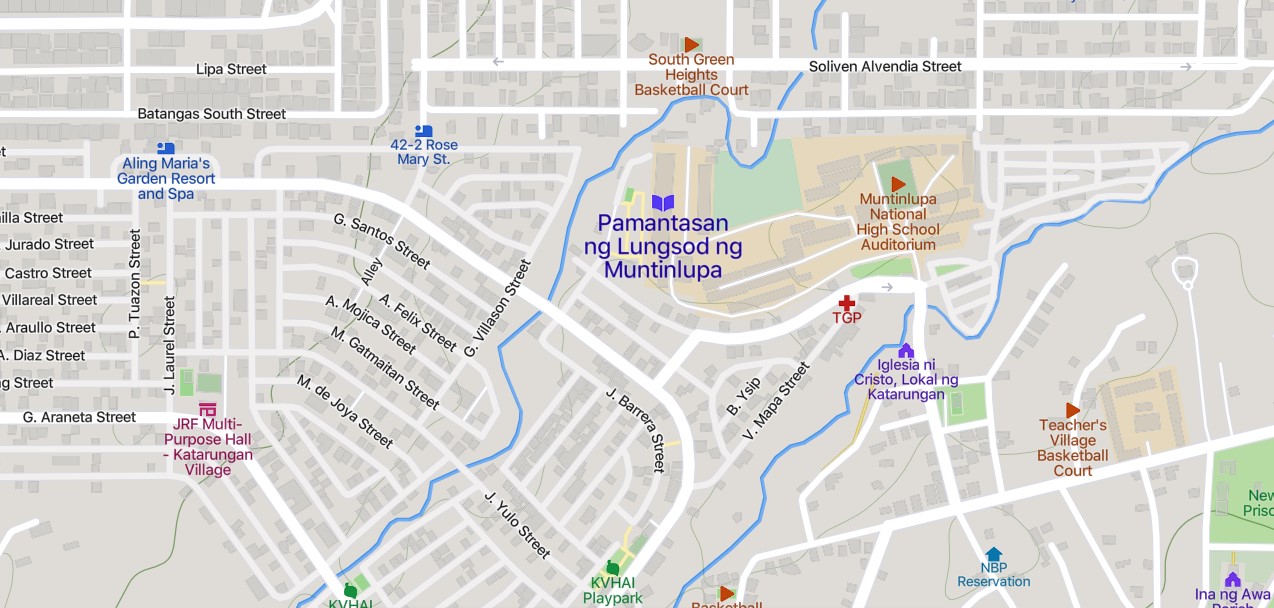 South Green
Heights
Basketball Court
Soliven Alvendia Street
Lipa Street
Batangas South Street
42-2 Rose
Mary St.
Aling Maria's
Garden Resort
and Spa
Muntinlupa
National
High School
Auditorium
Pamantasan
ng Lungsod ng
Muntinlupa
G. Santos Street
Jurado Street
Castro Street
Villareal Street
Araullo Street
A. Diaz Street
Street
G. Araneta Street
P. Tuazon Street
J. Laurel Street
Alley
A. Felix Street
A. Mojica Street
M. Gatmaitan Street
M. de Joya Street
G. Villason Street
TGP
Iglesia ni
Cristo, Lokal ng
Katarungan
B. Ysip
V. Mapa Street
J. Barrera Street
JRF Multi-
Purpose Hall
- Katarungan
Village
Teacher's
Village
Basketball
Court
J. Yulo Street
KVHAI
Playpark
KVHAI
NBP
Reservation
Basketball
New
Ina ng Awa